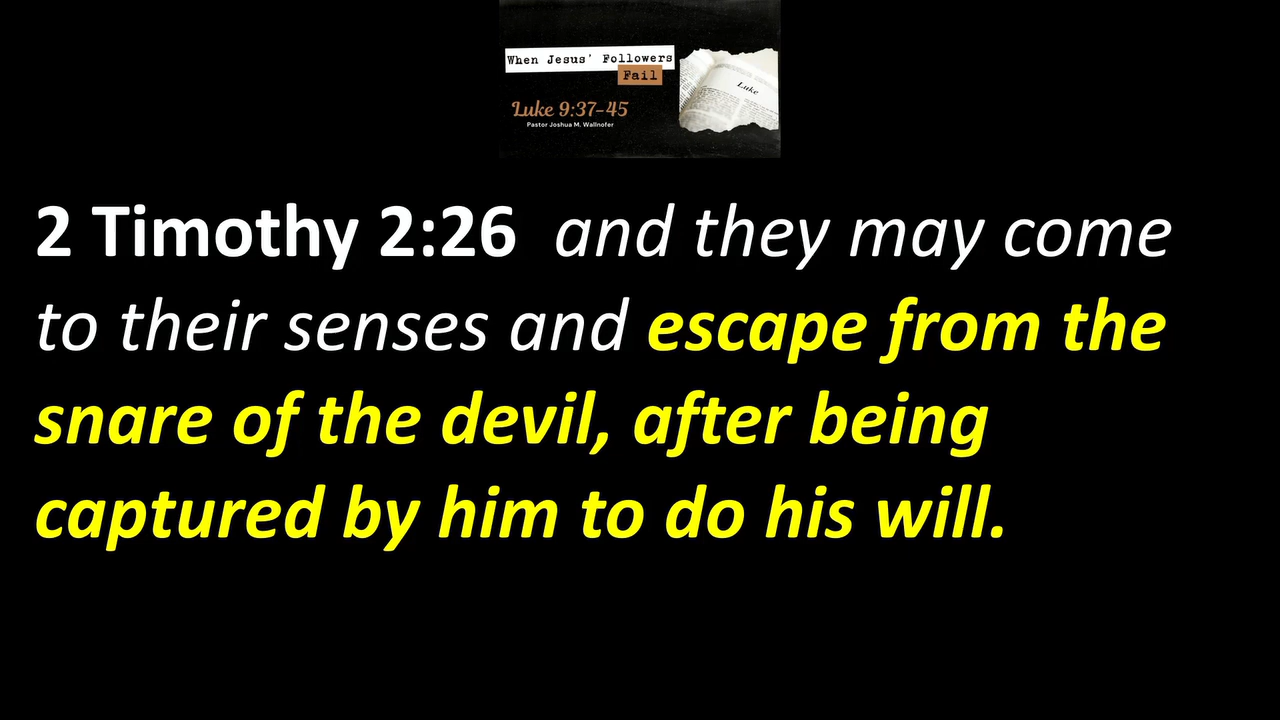 When Jesus' Followers
Fail
Luke 9:37-45
Pastor Joshua M. Wallnofer
Luke
2 Timothy 2:26 and they may come
to their senses and escape from the
snare of the devil, after being
captured by him to do his will.